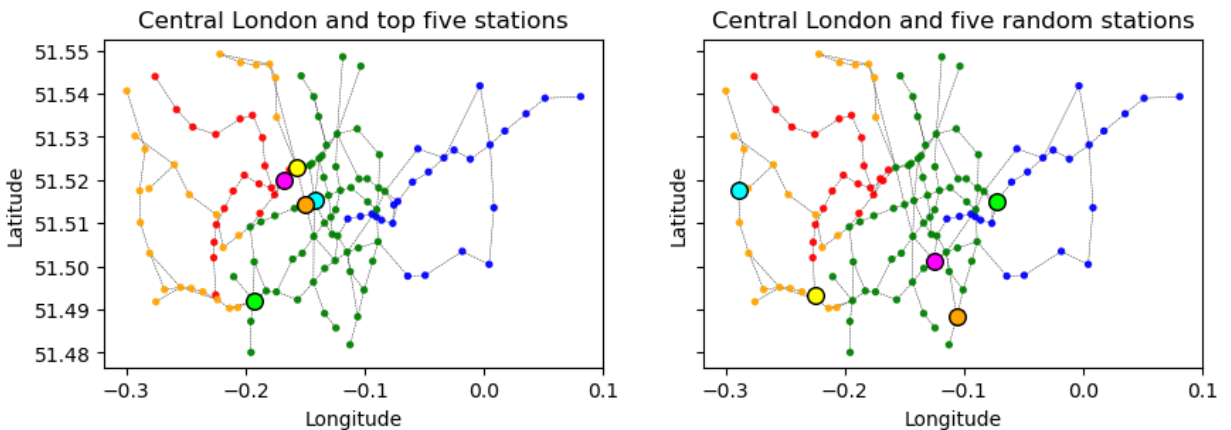 Central London and top five stations
Central London and five random stations
51.55
51.54
51.53
51.52
51.51
51.50
51.49
51.48
Latitude
Latitude
−0.3 −0.2 −0.1 0.0 0.1
−0.3 −0.2 −0.1 0.0 0.1
Longitude
Longitude